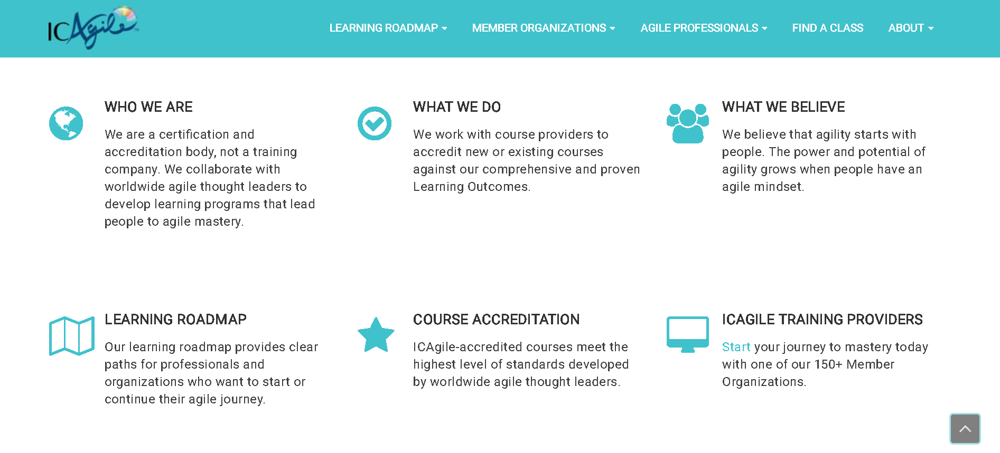 ICAgile™
LEARNING ROADMAP
MEMBER ORGANIZATIONS
AGILE PROFESSIONALS
FIND A CLASS
ABOUT
WHO WE ARE
We are a certification and
accreditation body, not a training
company. We collaborate with
worldwide agile thought leaders to
develop learning programs that lead
people to agile mastery.
WHAT WE DO
We work with course providers to
accredit new or existing courses
against our comprehensive and proven
Learning Outcomes.
WHAT WE BELIEVE
We believe that agility starts with
people. The power and potential of
agility grows when people have an
agile mindset.
LEARNING ROADMAP
Our learning roadmap provides clear
paths for professionals and
organizations who want to start or
continue their agile journey.
COURSE ACCREDITATION
ICAgile-accredited courses meet the
highest level of standards developed
by worldwide agile thought leaders.
ICAGILE TRAINING PROVIDERS
Start your journey to mastery today
with one of our 150+ Member
Organizations.